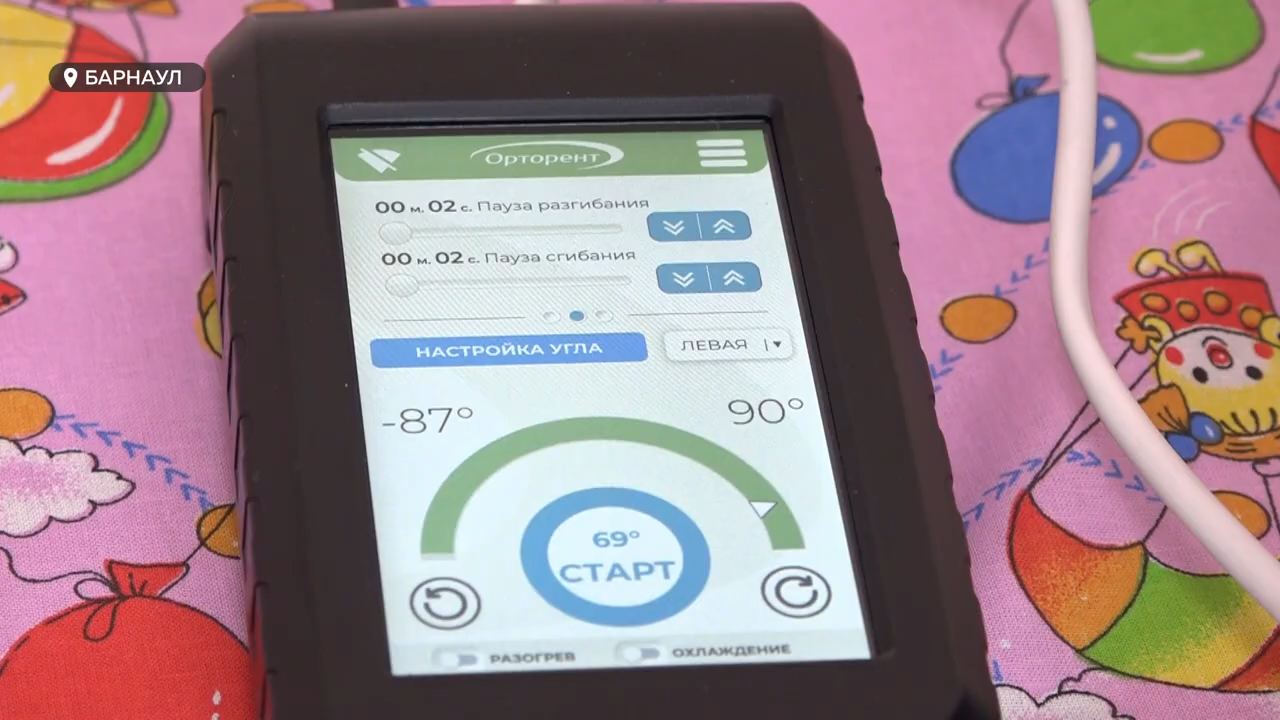 БАРНАУЛ
Орторент
00 м. 02 с. Пауза разгибания
00 м. 02 с. Пауза сгибания
НАСТРОЙКА УГЛА ЛЕВАЯ
-87° 90°
69°
СТАРТ
РАЗОГРЕВ ОХЛАЖДЕНИЕ